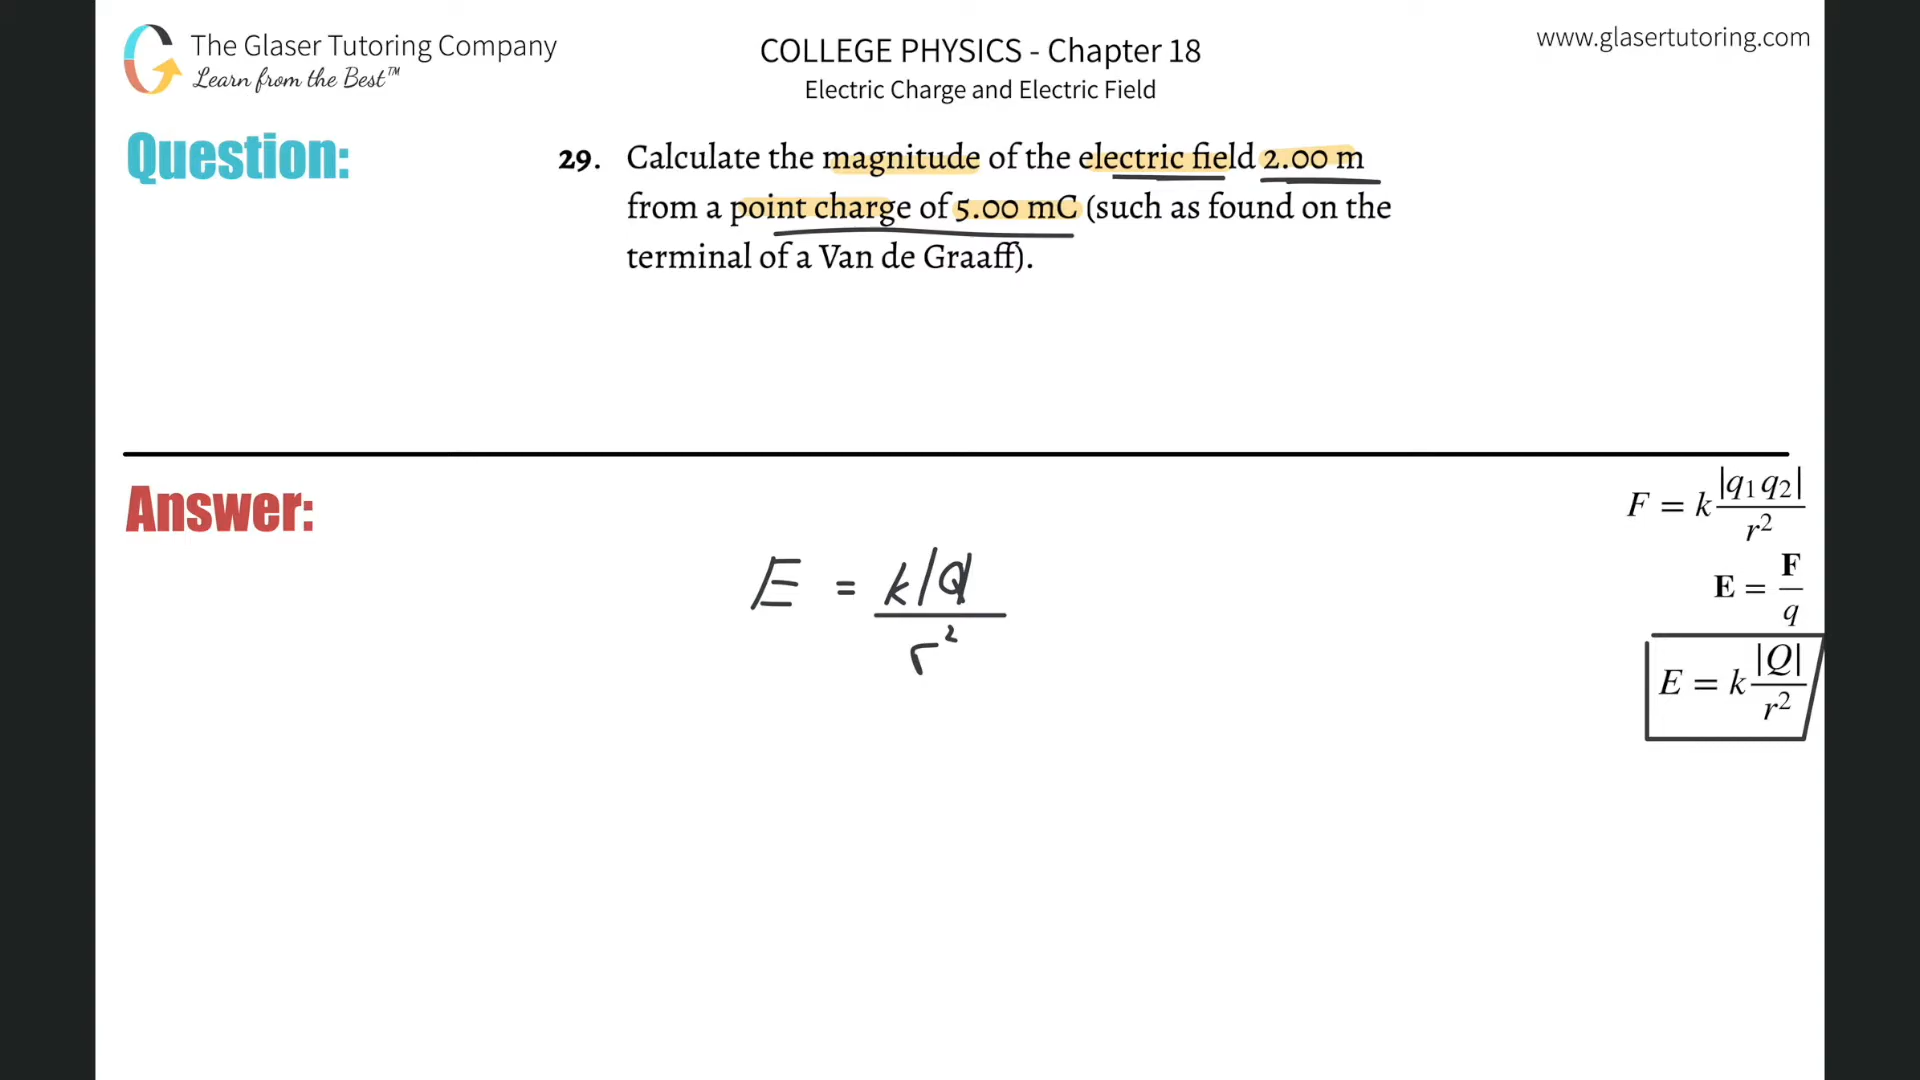 The Glaser Tutoring Company
Learn from the Best™
COLLEGE PHYSICS - Chapter 18
Electric Charge and Electric Field
www.glasertutoring.com
Question:
29. Calculate the magnitude of the electric field 2.00 m
from a point charge of 5.00 mC (such as found on the
terminal of a Van de Graaff).
Answer:
E = k|Q|
r²
F = k |q₁q₂|
r²
E = F
q
E = k |Q|
r²